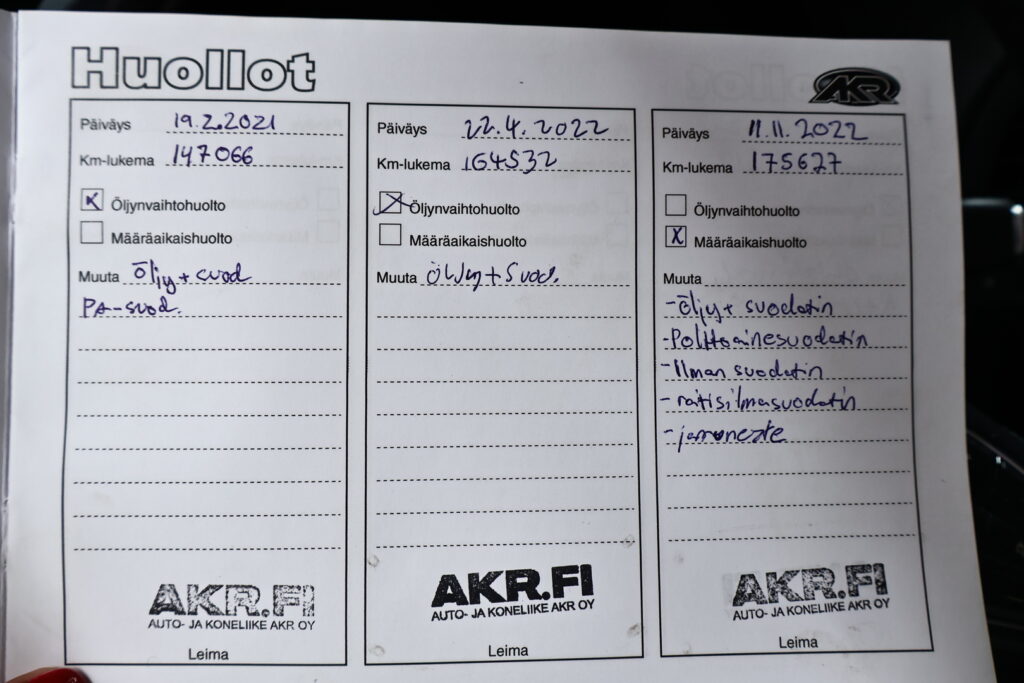 Huollot
AKR
Päiväys 19.2.2021
Km-lukema 147066
Öljynvaihtohuolto
Määräaikaishuolto
Muuta Öljy + suod
PA-suod.
AKR.FI
AUTO- JA KONELIIKE AKR OY
Leima
Päiväys 22.4.2022
Km-lukema 164532
Öljynvaihtohuolto
Määräaikaishuolto
Muuta Öljy + Suod.
AKR.FI
AUTO- JA KONELIIKE AKR OY
Leima
Päiväys 11.11.2022
Km-lukema 175627
Öljynvaihtohuolto
Määräaikaishuolto
Muuta
-öljy + suodatin
-Polttoainesuodatin
-Ilman suodatin
-raitisilmasuodatin
-jarruneste
AKR.FI
AUTO- JA KONELIIKE AKR OY
Leima